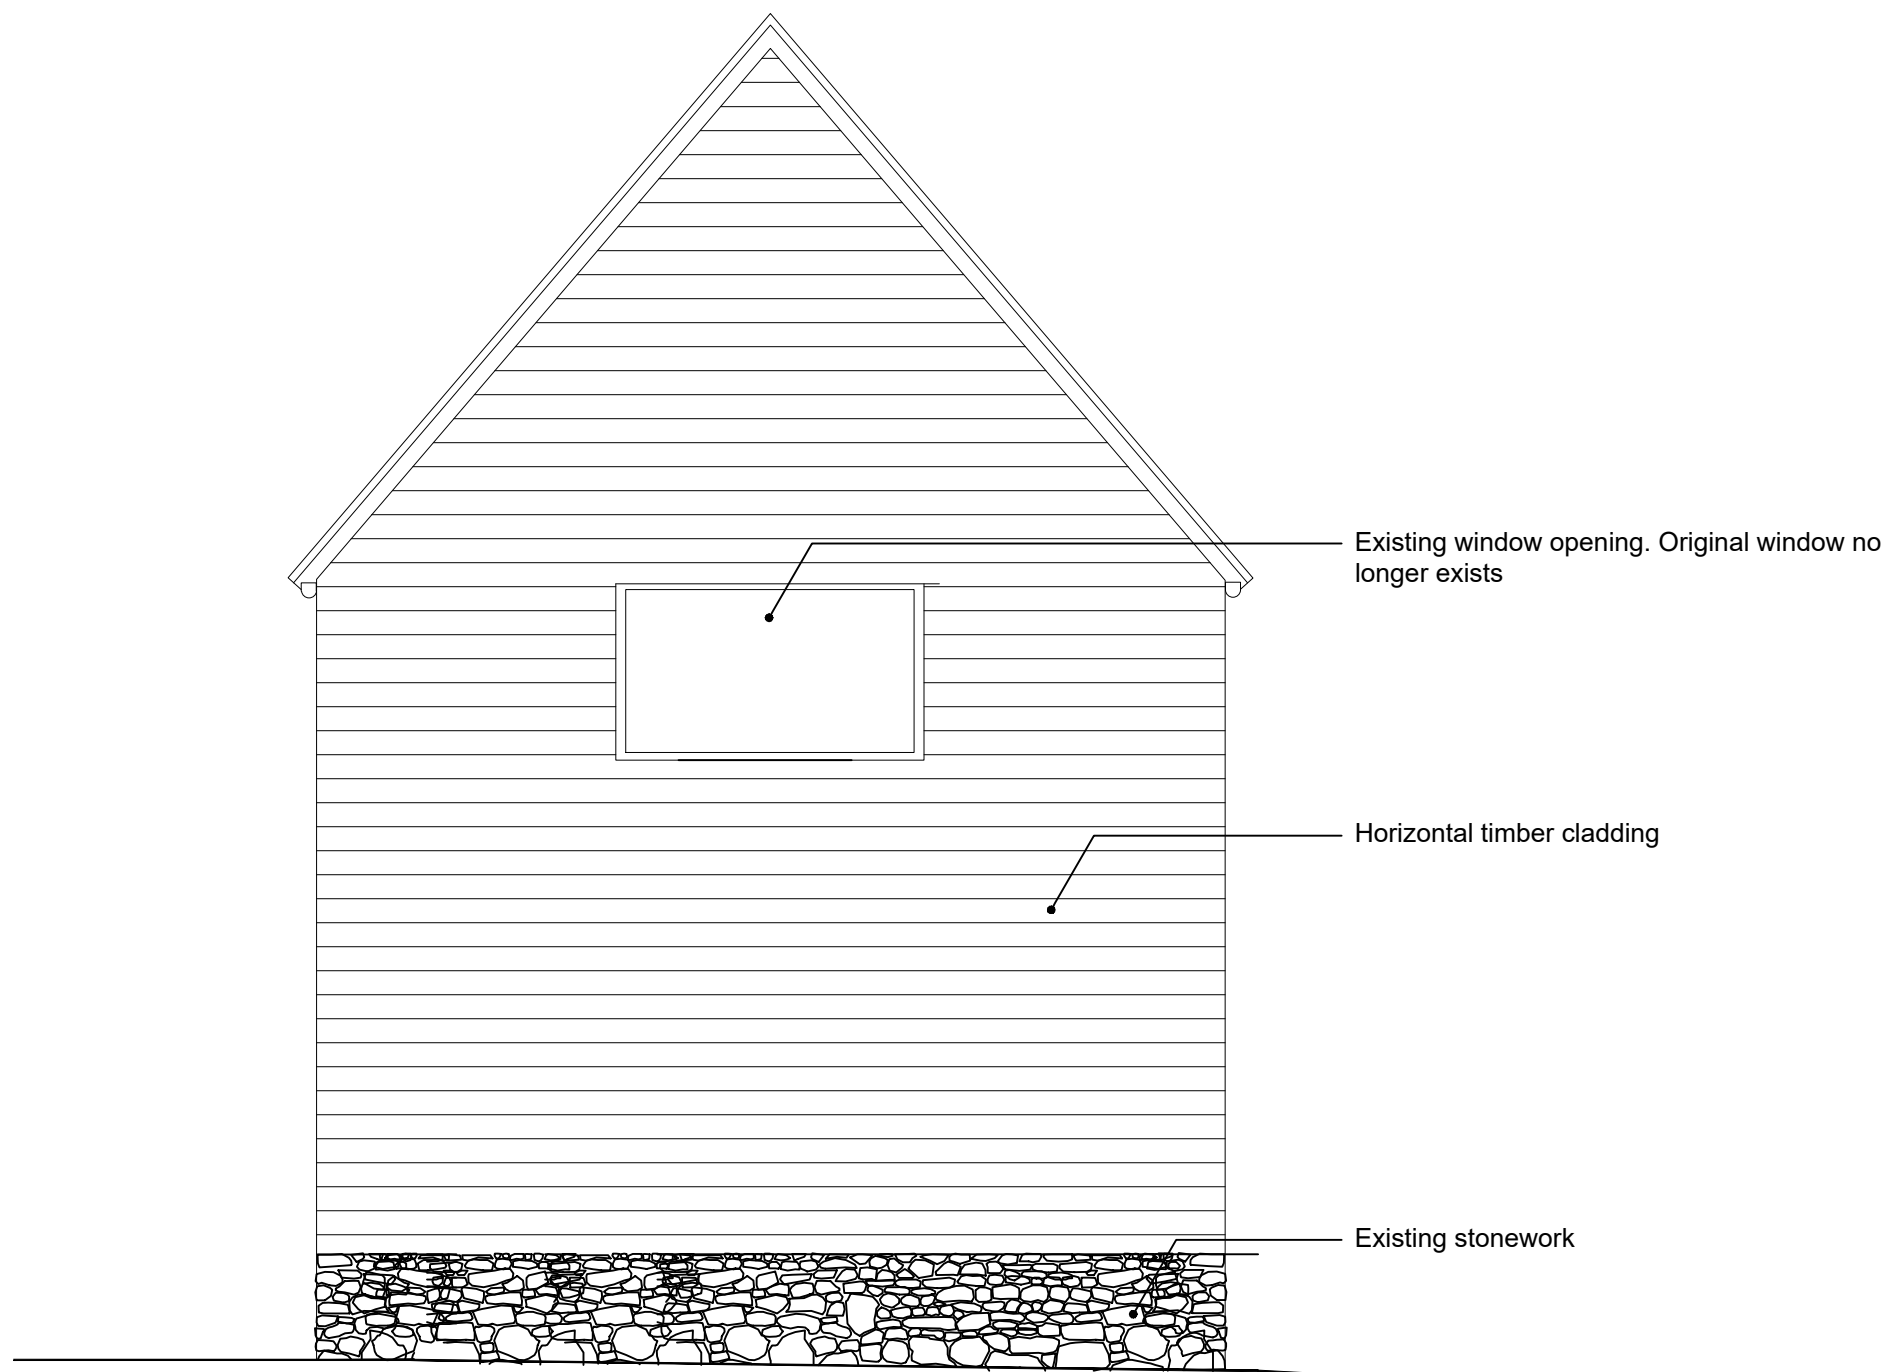 Existing window opening. Original window no
longer exists
Horizontal timber cladding
Existing stonework